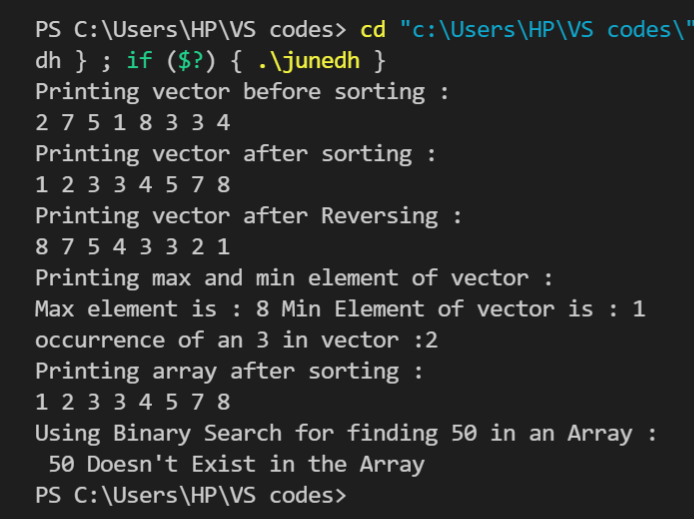 PS C:\Users\HP\VS codes> cd "c:\Users\HP\VS codes\"
dh } ; if ($?) { .\junedh }
Printing vector before sorting :
2 7 5 1 8 3 3 4
Printing vector after sorting :
1 2 3 3 4 5 7 8
Printing vector after Reversing :
8 7 5 4 3 3 2 1
Printing max and min element of vector :
Max element is : 8 Min Element of vector is : 1
occurrence of an 3 in vector :2
Printing array after sorting :
1 2 3 3 4 5 7 8
Using Binary Search for finding 50 in an Array :
 50 Doesn't Exist in the Array
PS C:\Users\HP\VS codes>